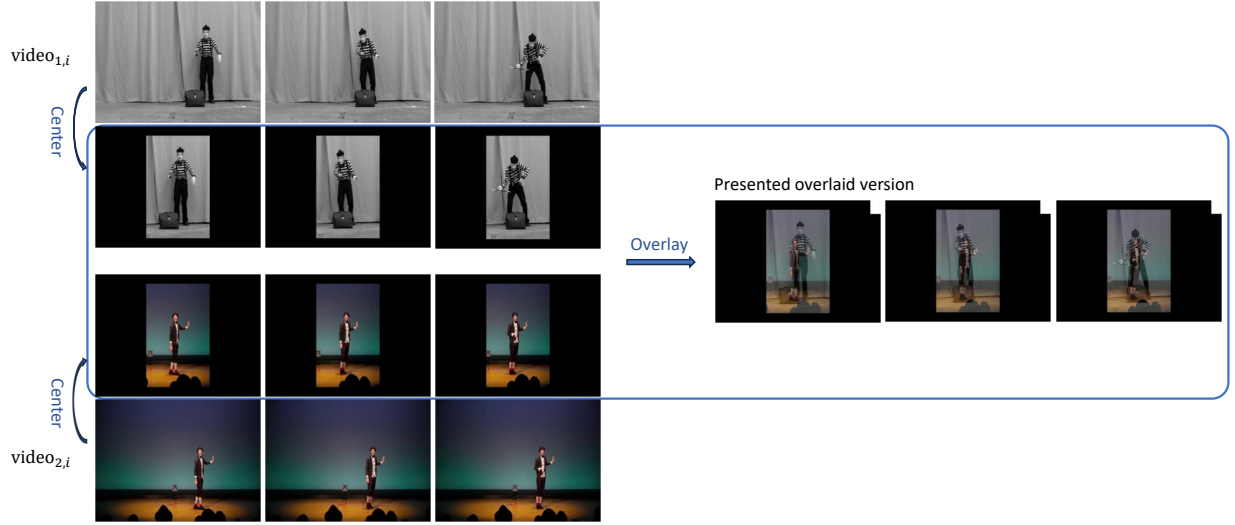 video₁,ᵢ
Center
Presented overlaid version
Overlay
Center
video₂,ᵢ